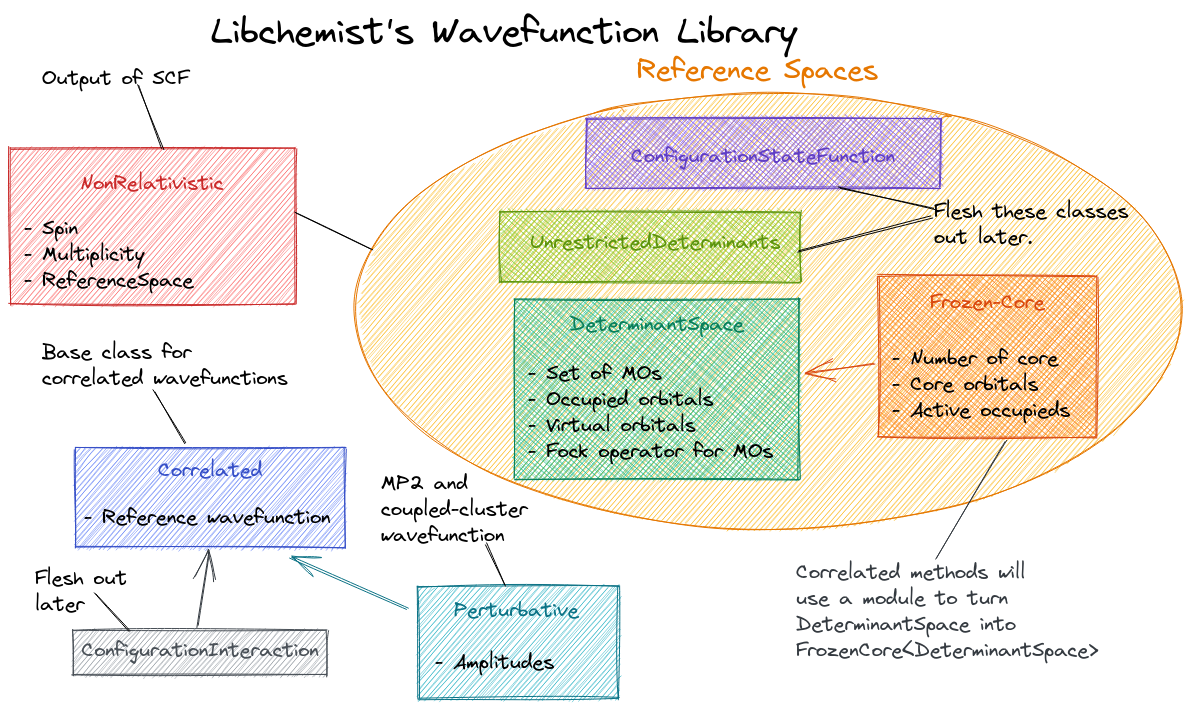 Libchemist's Wavefunction Library
Output of SCF
NonRelativistic
- Spin
- Multiplicity
- ReferenceSpace
Reference Spaces
ConfigurationStateFunction
UnrestrictedDeterminants
Flesh these classes
out later.
DeterminantSpace
- Set of MOs
- Occupied orbitals
- Virtual orbitals
- Fock operator for MOs
Frozen-Core
- Number of core
- Core orbitals
- Active occupieds
Base class for
correlated wavefunctions
Correlated
- Reference wavefunction
MP2 and
coupled-cluster
wavefunction
Flesh out
later
ConfigurationInteraction
Perturbative
- Amplitudes
Correlated methods will
use a module to turn
DeterminantSpace into
FrozenCore<DeterminantSpace>